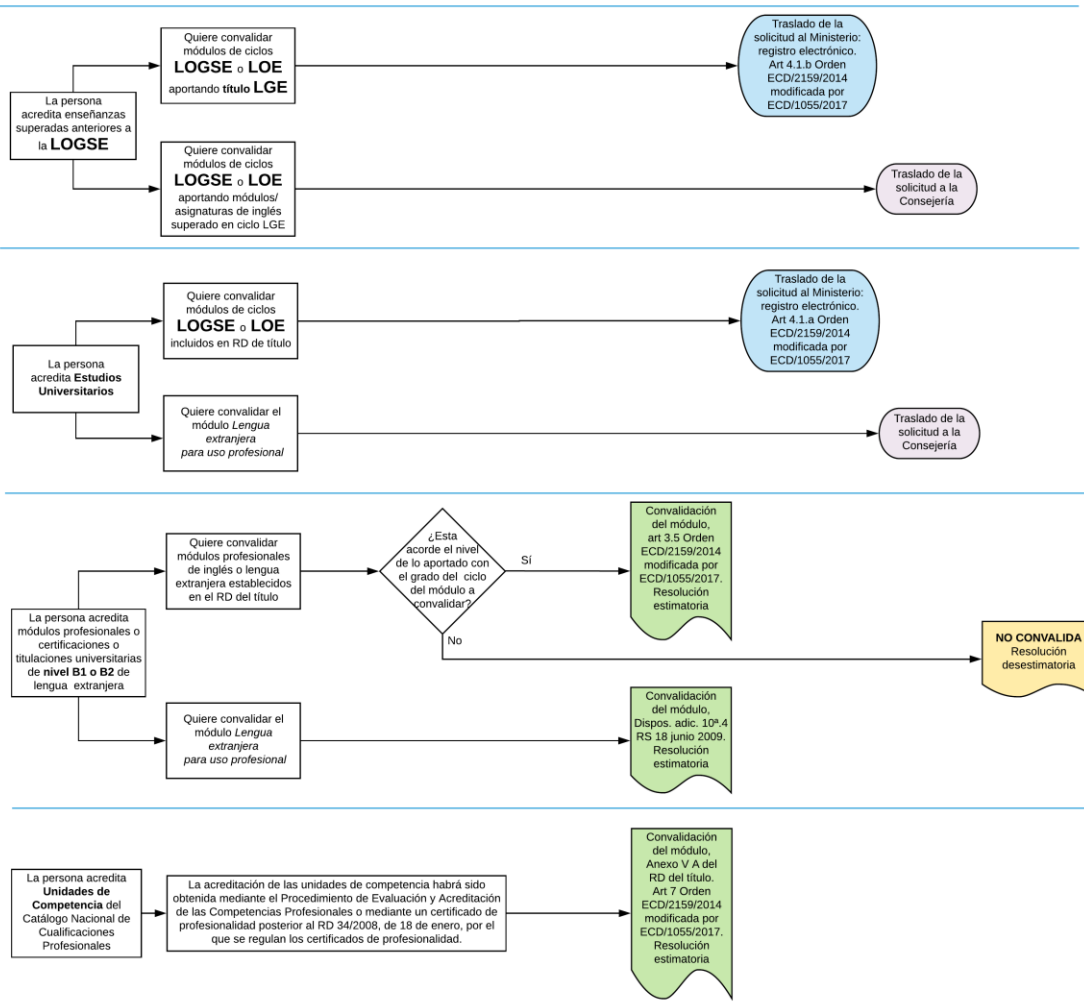 Quiere convalidar
módulos de ciclos
LOGSE o LOE
aportando título LGE
Traslado de la
solicitud al Ministerio:
registro electrónico.
Art 4.1.b Orden
ECD/2159/2014
modificada por
ECD/1055/2017
La persona
acredita enseñanzas
superadas anteriores a
la LOGSE
Quiere convalidar
módulos de ciclos
LOGSE o LOE
aportando módulos/
asignaturas de inglés
superado en ciclo LGE
Traslado de la
solicitud a la
Consejería
Quiere convalidar
módulos de ciclos
LOGSE o LOE
incluidos en RD de título
Traslado de la
solicitud al Ministerio:
registro electrónico.
Art 4.1.a Orden
ECD/2159/2014
modificada por
ECD/1055/2017
La persona
acredita Estudios
Universitarios
Quiere convalidar el
módulo Lengua
extranjera
para uso profesional
Traslado de la
solicitud a la
Consejería
Quiere convalidar
módulos profesionales
de inglés o lengua
extranjera establecidos
en el RD del título
¿Esta
acorde el nivel
de lo aportado con
el grado del ciclo
del módulo a
convalidar?
Sí
Convalidación
del módulo,
art 3.5 Orden
ECD/2159/2014
modificada por
ECD/1055/2017.
Resolución
estimatoria
No
NO CONVALIDA
Resolución
desestimatoria
La persona acredita
módulos profesionales o
certificaciones o
titulaciones universitarias
de nivel B1 o B2 de
lengua extranjera
Quiere convalidar el
módulo Lengua
extranjera
para uso profesional
Convalidación
del módulo,
Dispos. adic. 10ª.4
RS 18 junio 2009.
Resolución
estimatoria
La persona acredita
Unidades de
Competencia del
Catálogo Nacional de
Cualificaciones
Profesionales
La acreditación de las unidades de competencia habrá sido
obtenida mediante el Procedimiento de Evaluación y Acreditación
de las Competencias Profesionales o mediante un certificado de
profesionalidad posterior al RD 34/2008, de 18 de enero, por el
que se regulan los certificados de profesionalidad.
Convalidación
del módulo,
Anexo V A del
RD del título.
Art 7 Orden
ECD/2159/2014
modificada por
ECD/1055/2017.
Resolución
estimatoria